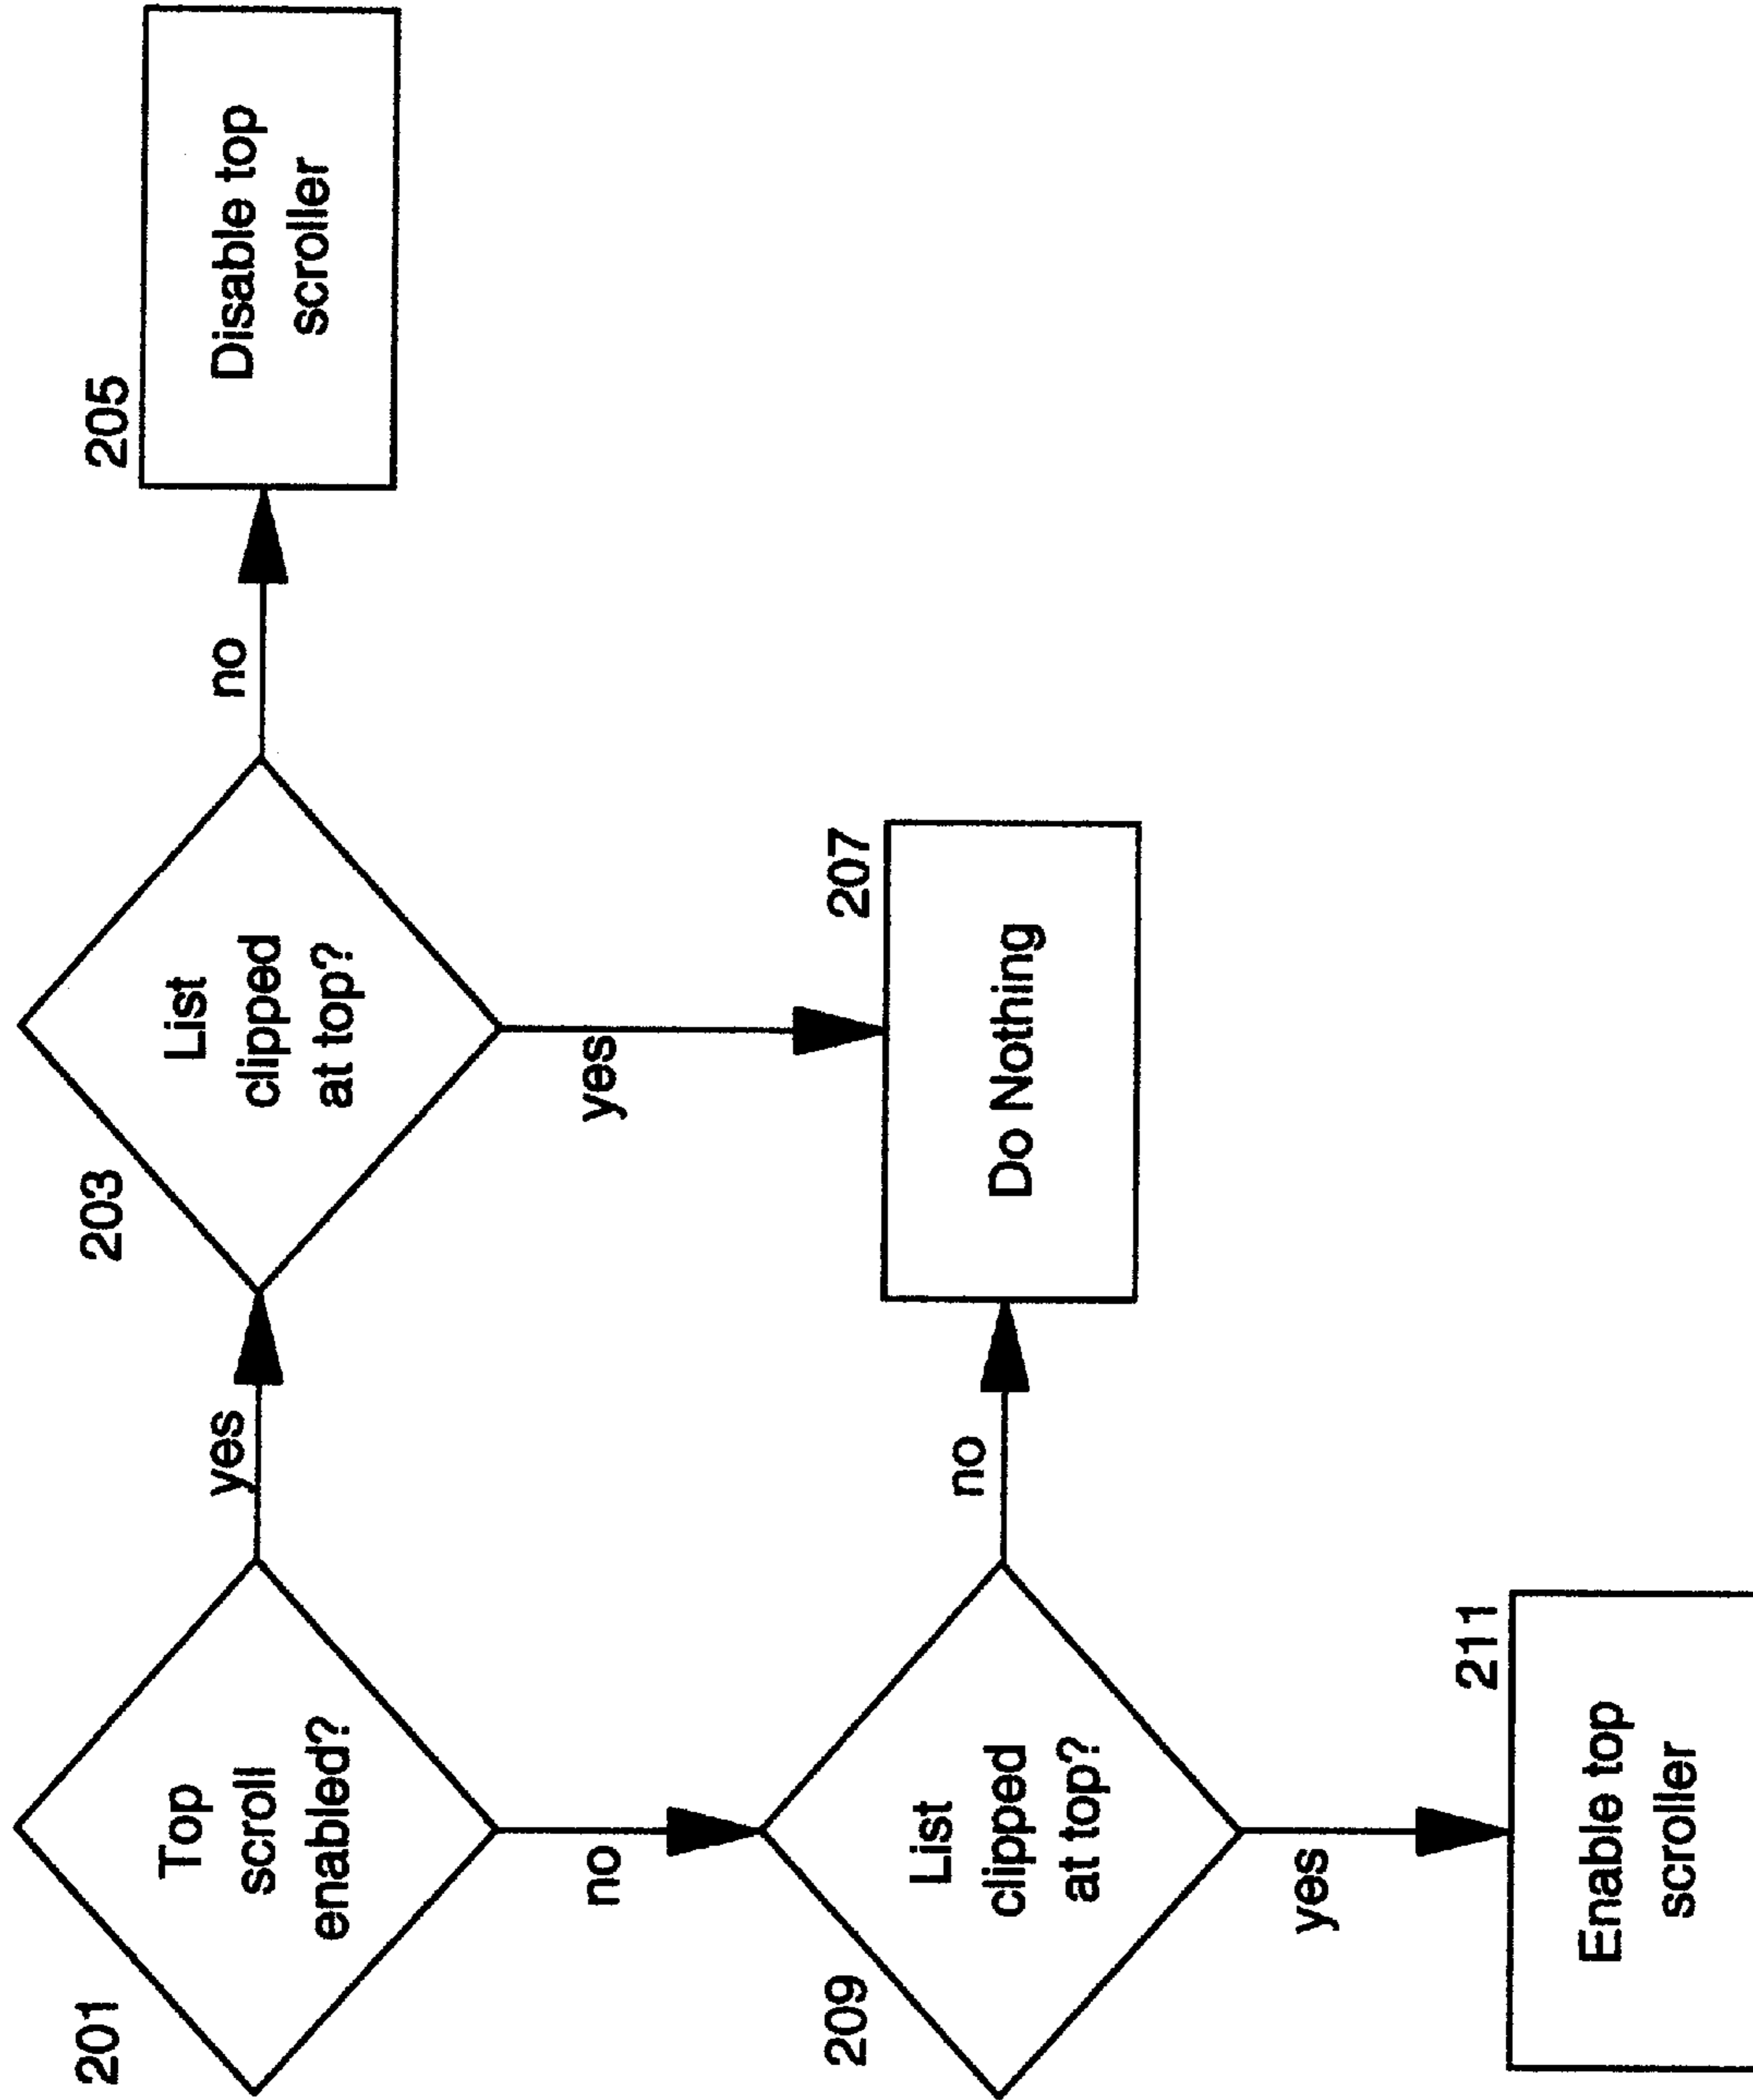 201
Top
scroll
enabled?
yes
203
List
clipped
at top?
no
205
Disable top
scroller
no
yes
209
List
clipped
at top?
no
207
Do Nothing
yes
211
Enable top
scroller